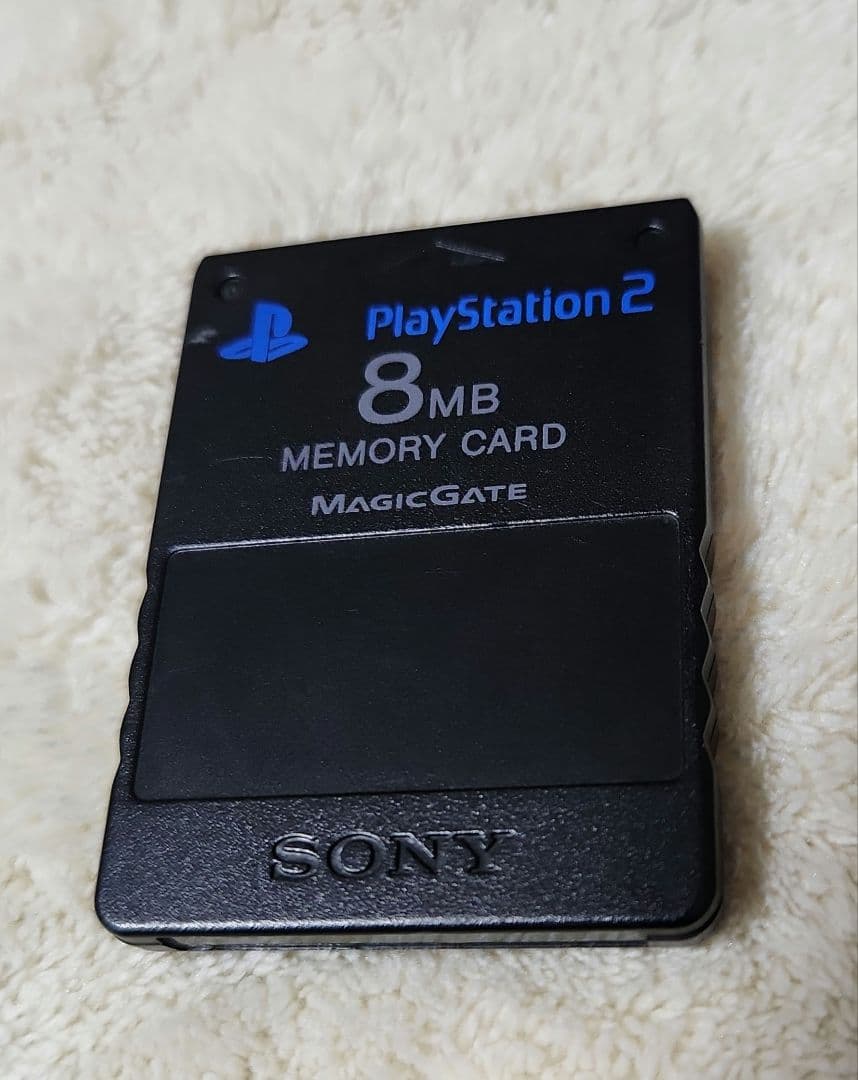 PlayStation 2
8MB
MEMORY CARD
MAGICGATE
SONY